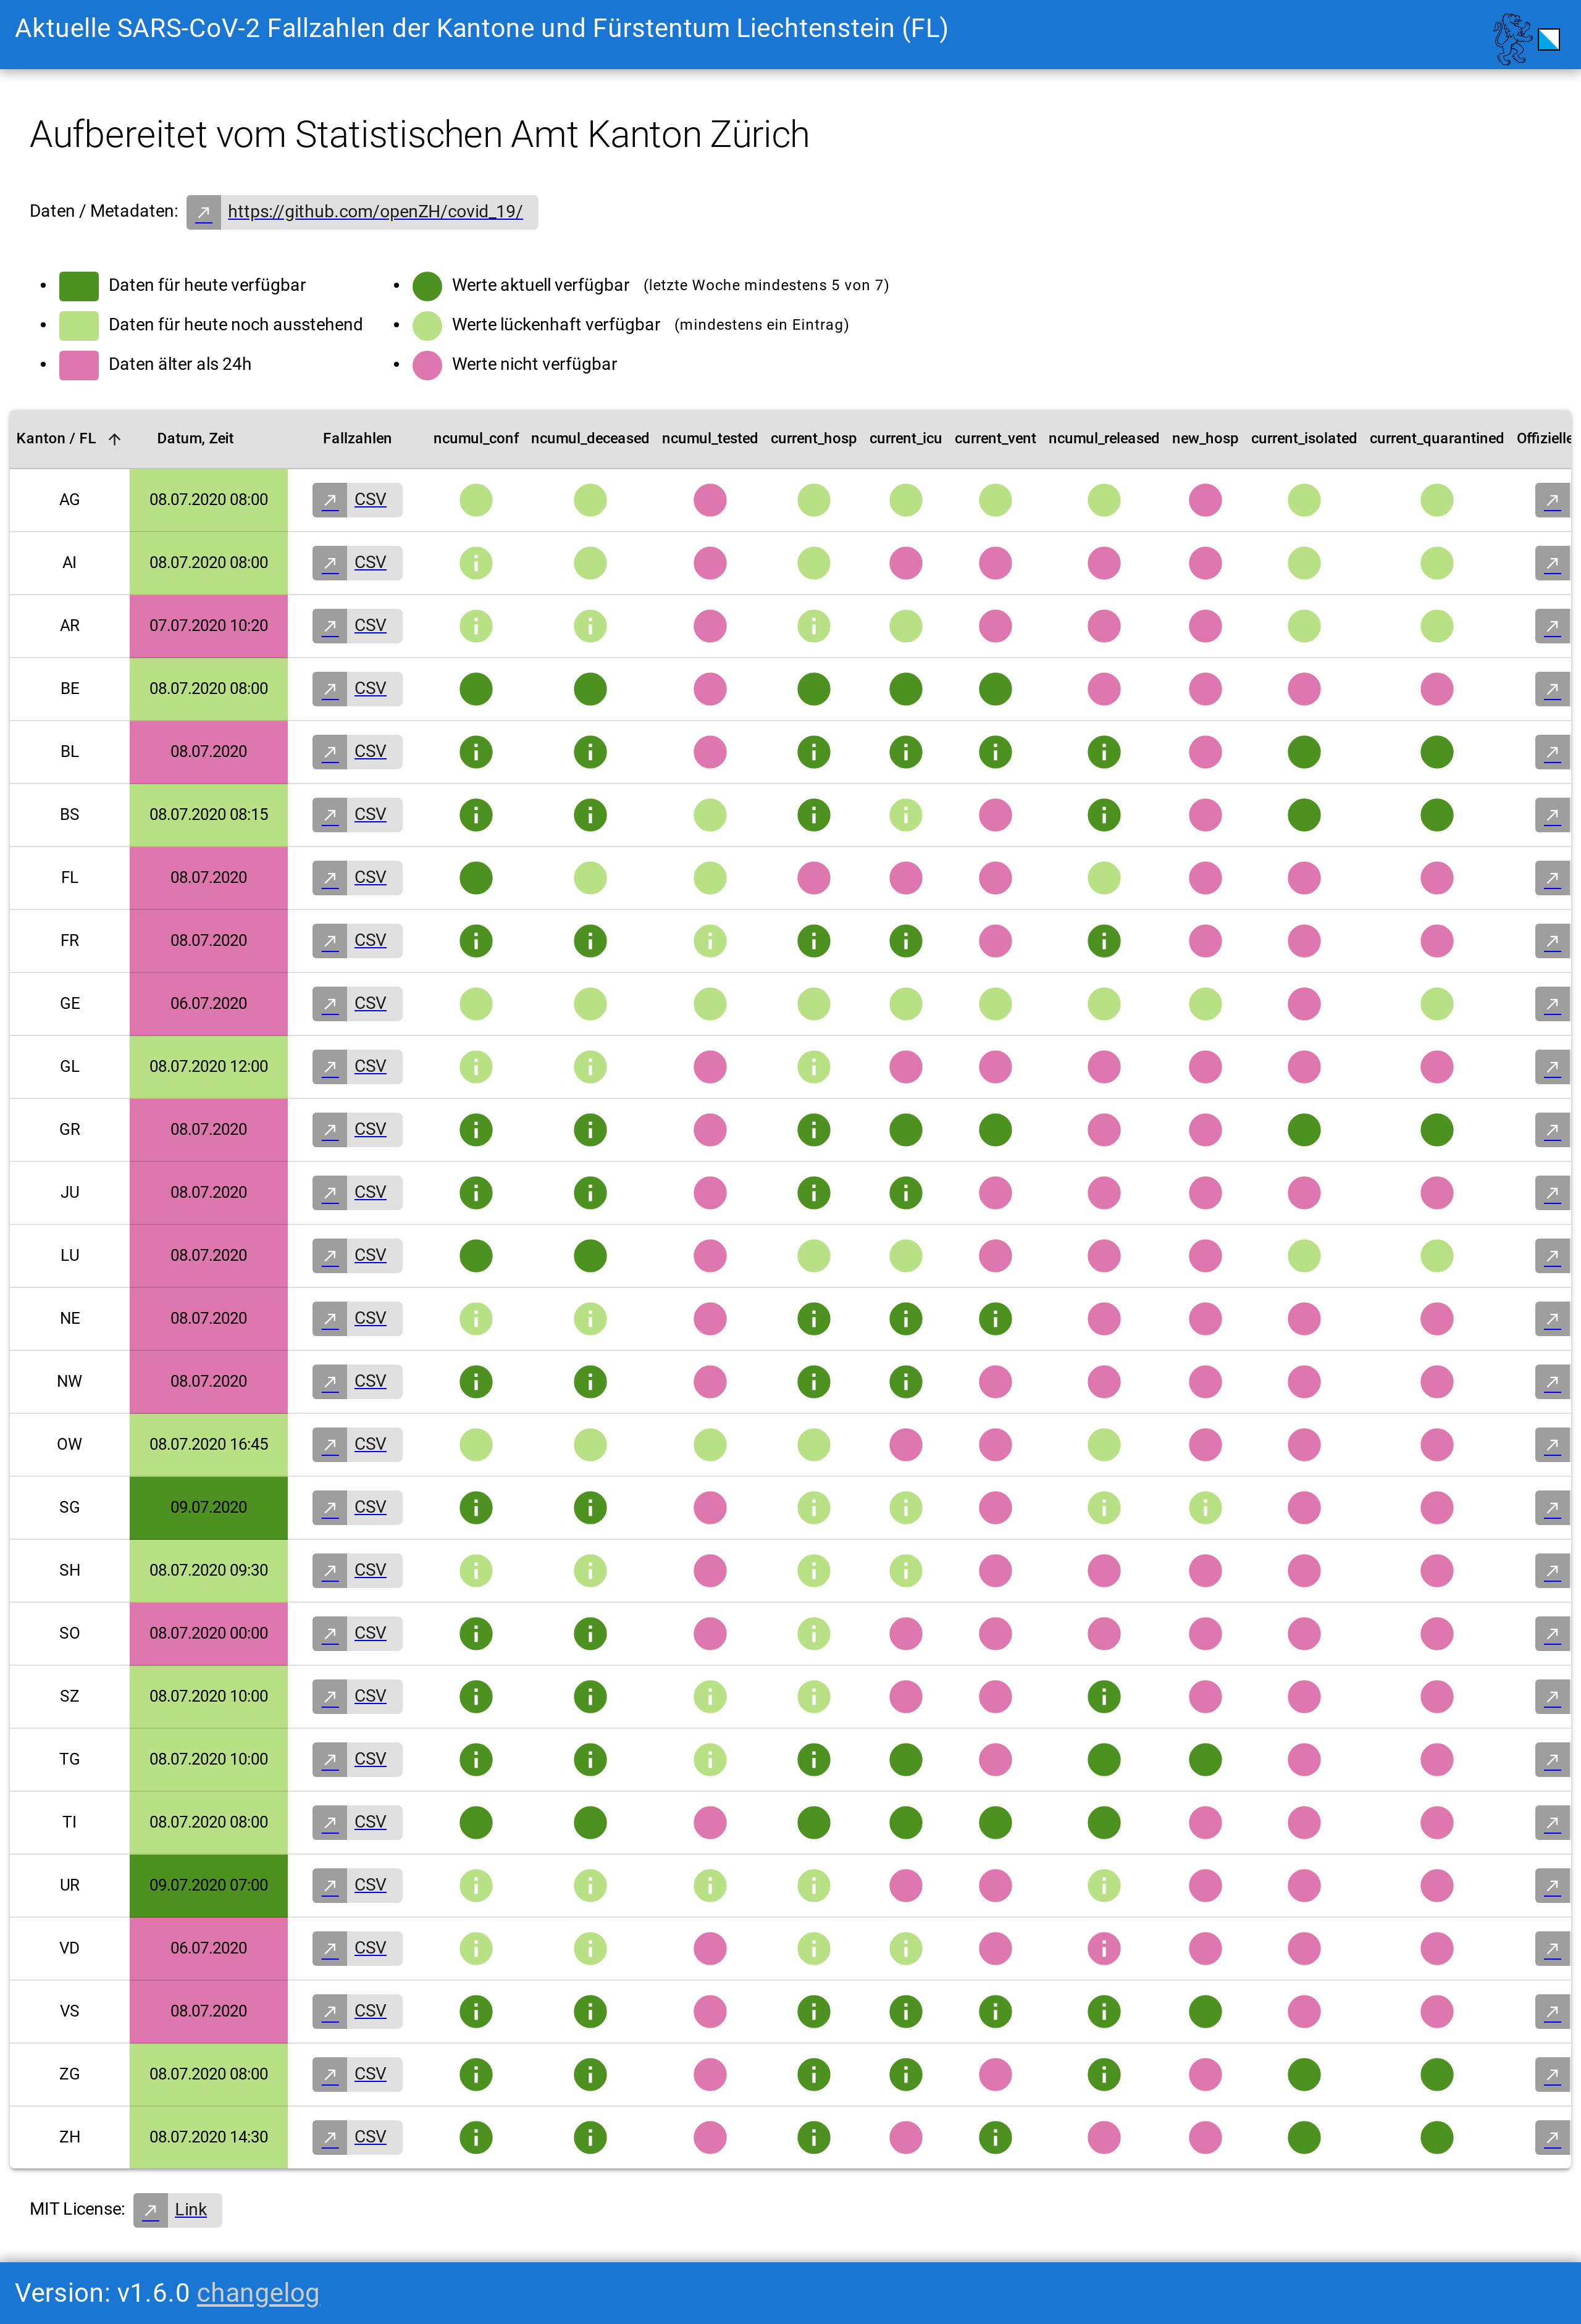 Aktuelle SARS-CoV-2 Fallzahlen der Kantone und Fürstentum Liechtenstein (FL)
Aufbereitet vom Statistischen Amt Kanton Zürich
Daten / Metadaten: https://github.com/openZH/covid_19/
Daten für heute verfügbar
Daten für heute noch ausstehend
Daten älter als 24h
Werte aktuell verfügbar (letzte Woche mindestens 5 von 7)
Werte lückenhaft verfügbar (mindestens ein Eintrag)
Werte nicht verfügbar
Kanton / FL Datum, Zeit Fallzahlen ncumul_conf ncumul_deceased ncumul_tested current_hosp current_icu current_vent ncumul_released new_hosp current_isolated current_quarantined Offizielle
AG 08.07.2020 08:00 CSV
AI 08.07.2020 08:00 CSV
AR 07.07.2020 10:20 CSV
BE 08.07.2020 08:00 CSV
BL 08.07.2020 CSV
BS 08.07.2020 08:15 CSV
FL 08.07.2020 CSV
FR 08.07.2020 CSV
GE 06.07.2020 CSV
GL 08.07.2020 12:00 CSV
GR 08.07.2020 CSV
JU 08.07.2020 CSV
LU 08.07.2020 CSV
NE 08.07.2020 CSV
NW 08.07.2020 CSV
OW 08.07.2020 16:45 CSV
SG 09.07.2020 CSV
SH 08.07.2020 09:30 CSV
SO 08.07.2020 00:00 CSV
SZ 08.07.2020 10:00 CSV
TG 08.07.2020 10:00 CSV
TI 08.07.2020 08:00 CSV
UR 09.07.2020 07:00 CSV
VD 06.07.2020 CSV
VS 08.07.2020 CSV
ZG 08.07.2020 08:00 CSV
ZH 08.07.2020 14:30 CSV
MIT License: Link
Version: v1.6.0 changelog